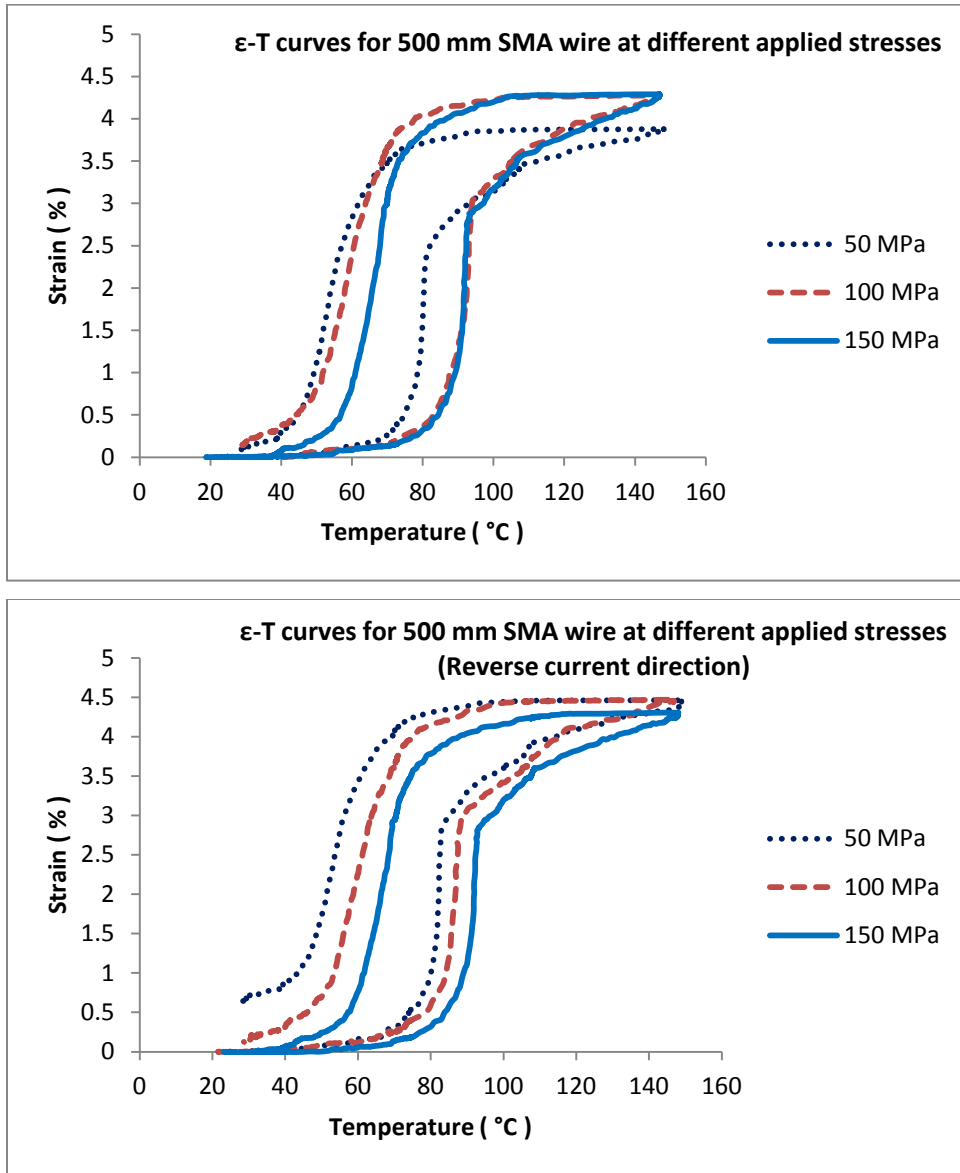 ε-T curves for 500 mm SMA wire at different applied stresses
5
4.5
4
3.5
3
2.5
2
1.5
1
0.5
0
Strain ( % )
0 20 40 60 80 100 120 140 160
Temperature ( °C )
50 MPa
100 MPa
150 MPa
ε-T curves for 500 mm SMA wire at different applied stresses
(Reverse current direction)
5
4.5
4
3.5
3
2.5
2
1.5
1
0.5
0
Strain ( % )
0 20 40 60 80 100 120 140 160
Temperature ( °C )
50 MPa
100 MPa
150 MPa